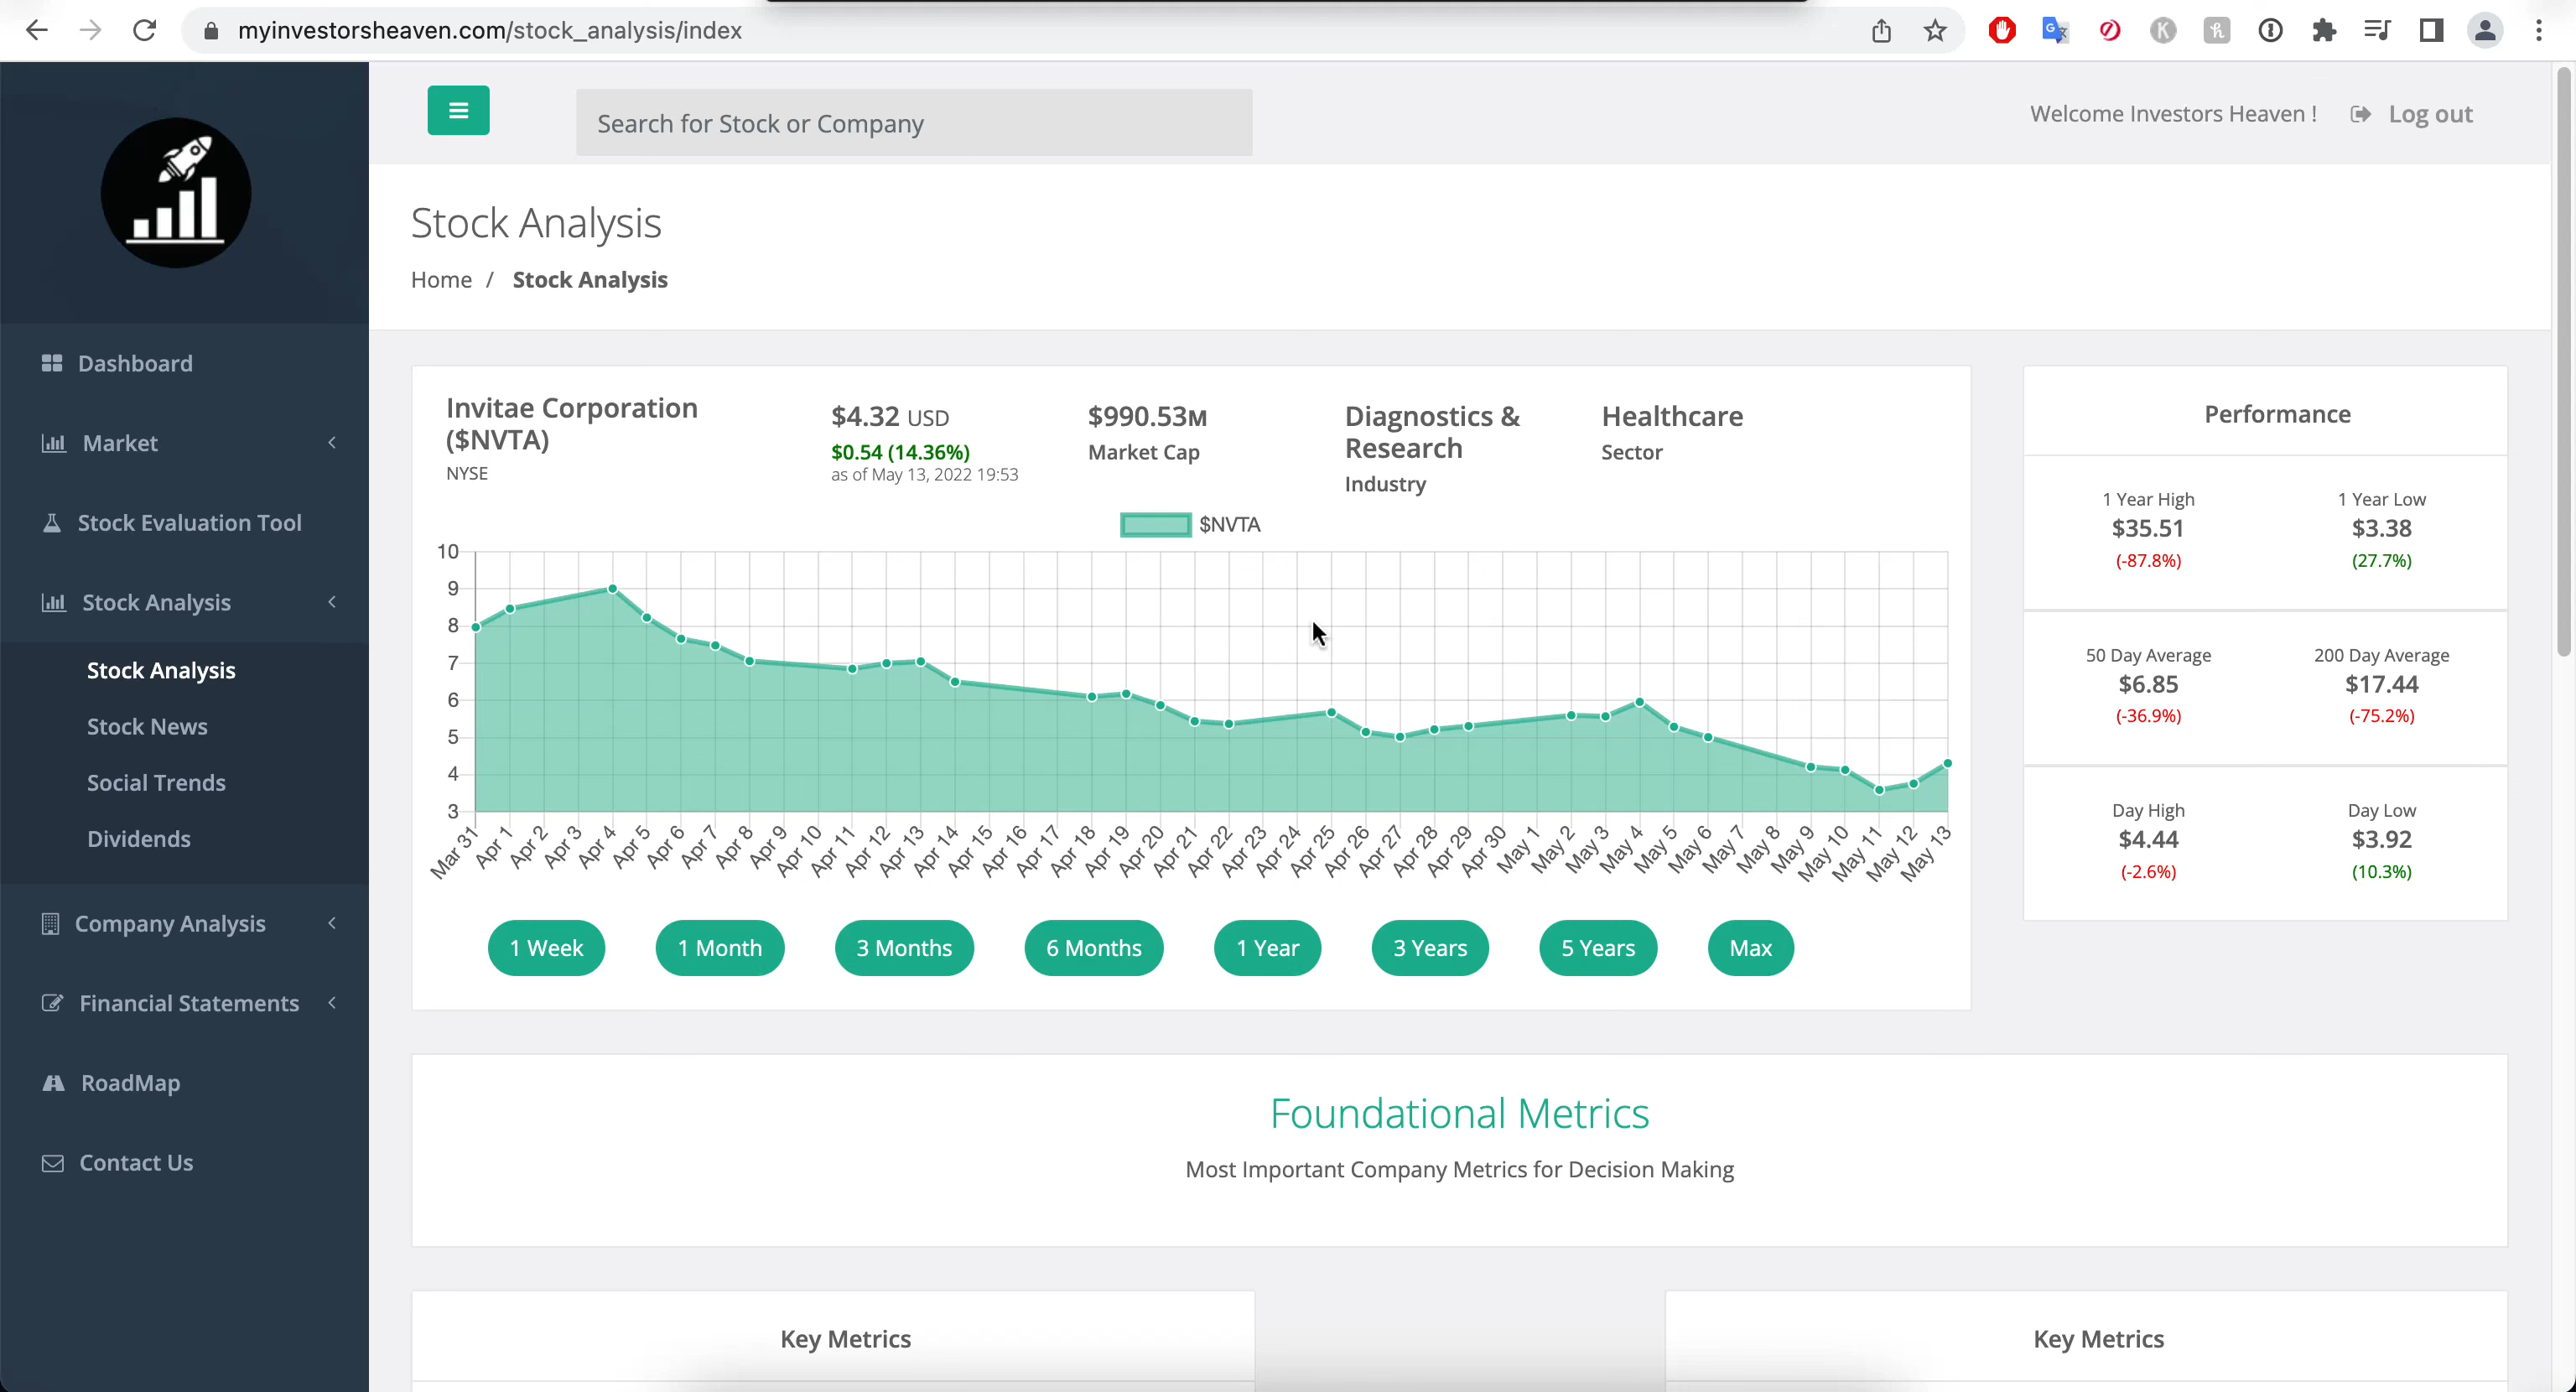 myinvestorsheaven.com/stock_analysis/index
Search for Stock or Company
Welcome Investors Heaven !
Log out
Stock Analysis
Home / Stock Analysis
Dashboard
Market
Stock Evaluation Tool
Stock Analysis
Stock Analysis
Stock News
Social Trends
Dividends
Company Analysis
Financial Statements
RoadMap
Contact Us
Invitae Corporation
($NVTA)
NYSE
$4.32 USD
$0.54 (14.36%)
as of May 13, 2022 19:53
$990.53M
Market Cap
Diagnostics &
Research
Industry
Healthcare
Sector
$NVTA
10
9
8
7
6
5
4
3
Mar 31
Apr 1
Apr 2
Apr 3
Apr 4
Apr 5
Apr 6
Apr 7
Apr 8
Apr 9
Apr 10
Apr 11
Apr 12
Apr 13
Apr 14
Apr 15
Apr 16
Apr 17
Apr 18
Apr 19
Apr 20
Apr 21
Apr 22
Apr 23
Apr 24
Apr 25
Apr 26
Apr 27
Apr 28
Apr 29
Apr 30
May 1
May 2
May 3
May 4
May 5
May 6
May 7
May 8
May 9
May 10
May 11
May 12
May 13
1 Week
1 Month
3 Months
6 Months
1 Year
3 Years
5 Years
Max
Performance
1 Year High
$35.51
(-87.8%)
1 Year Low
$3.38
(27.7%)
50 Day Average
$6.85
(-36.9%)
200 Day Average
$17.44
(-75.2%)
Day High
$4.44
(-2.6%)
Day Low
$3.92
(10.3%)
Foundational Metrics
Most Important Company Metrics for Decision Making
Key Metrics
Key Metrics